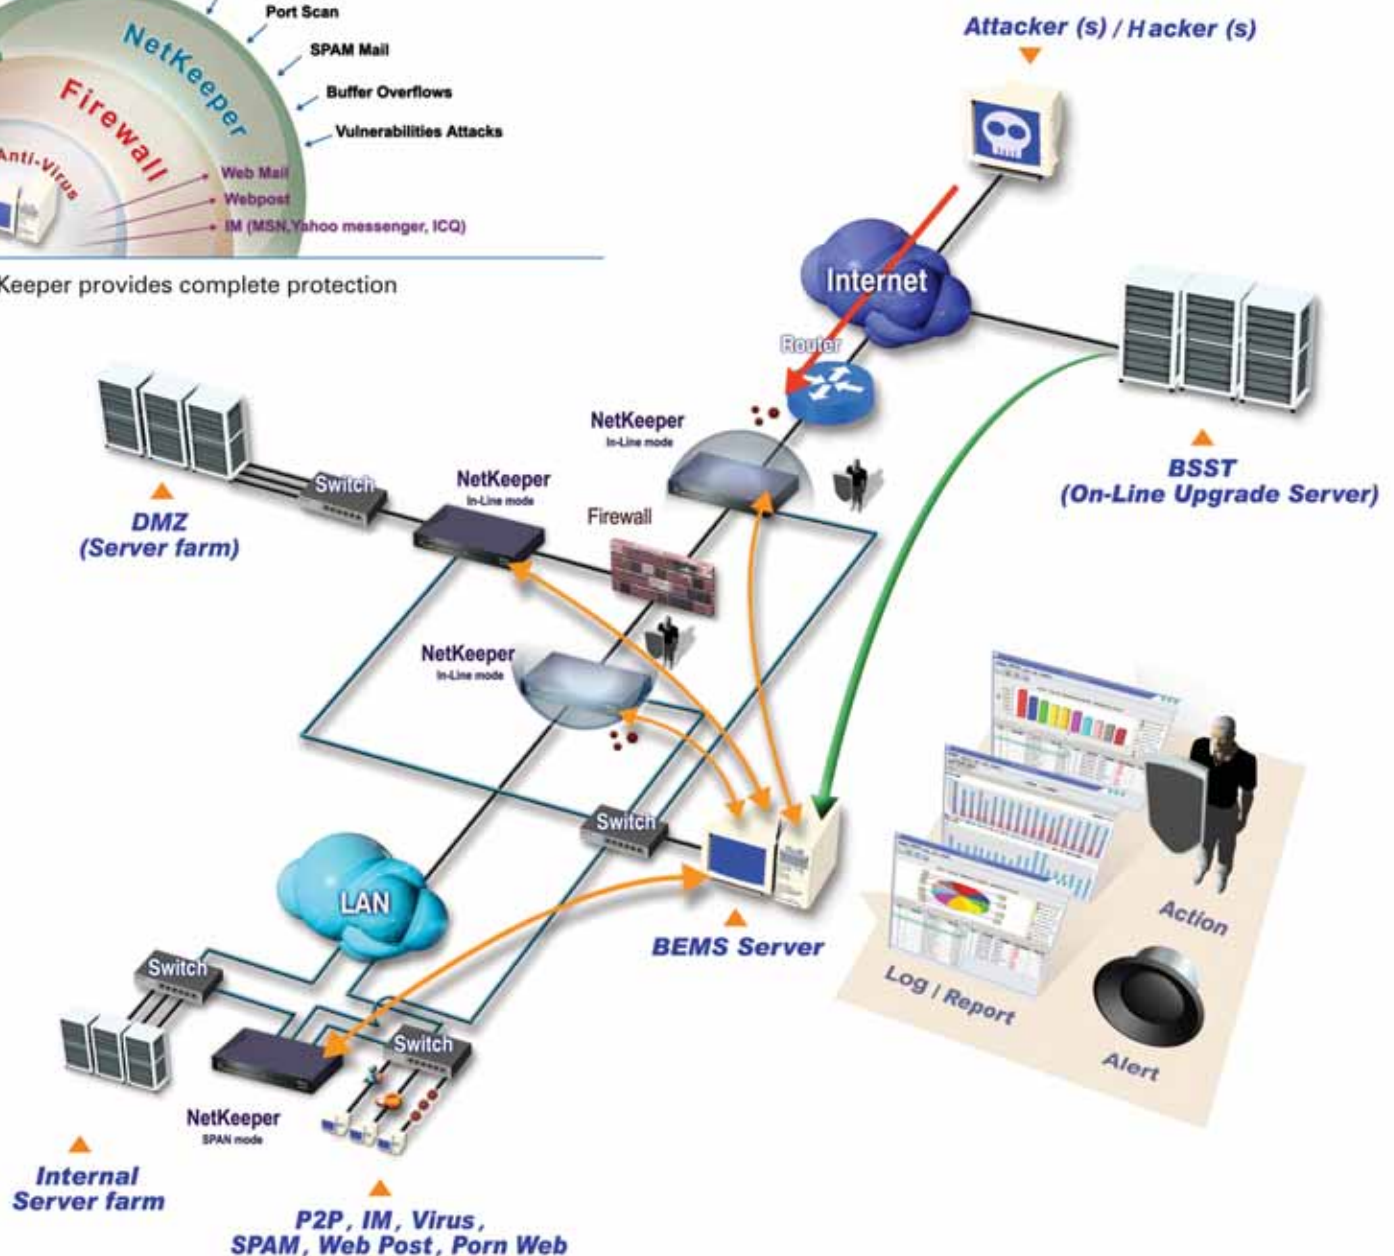 Port Scan
SPAM Mail
Buffer Overflows
Vulnerabilities Attacks
NetKeeper
Firewall
Anti-Virus
Web Mail
Webpost
IM (MSN,Yahoo messenger, ICQ)
Keeper provides complete protection
Attacker (s) / Hacker (s)
Internet
Router
BSST
(On-Line Upgrade Server)
NetKeeper
In-Line mode
NetKeeper
In-Line mode
Switch
DMZ
(Server farm)
Firewall
NetKeeper
In-Line mode
Switch
BEMS Server
LAN
Switch
Switch
NetKeeper
SPAN mode
Internal
Server farm
P2P, IM, Virus,
SPAM, Web Post, Porn Web
Log / Report
Action
Alert